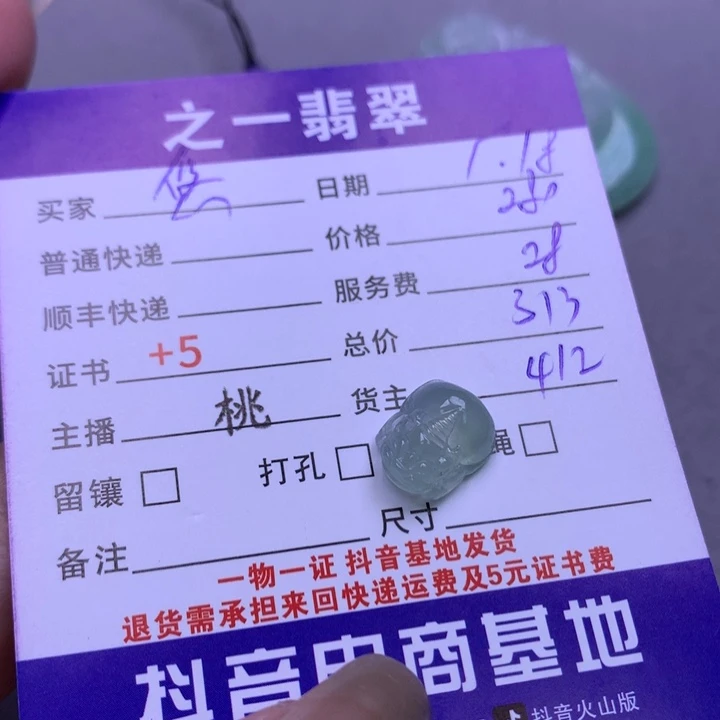 之一翡翠
买家 悠 日期 1.18
普通快递 价格 280
顺丰快递 服务费 28
证书 +5 总价 313
主播 桃 货主 412
留镶 打孔 绳
备注 尺寸
一物一证 抖音基地发货
退货需承担来回快递运费及5元证书费
抖音电商基地
抖音火山版